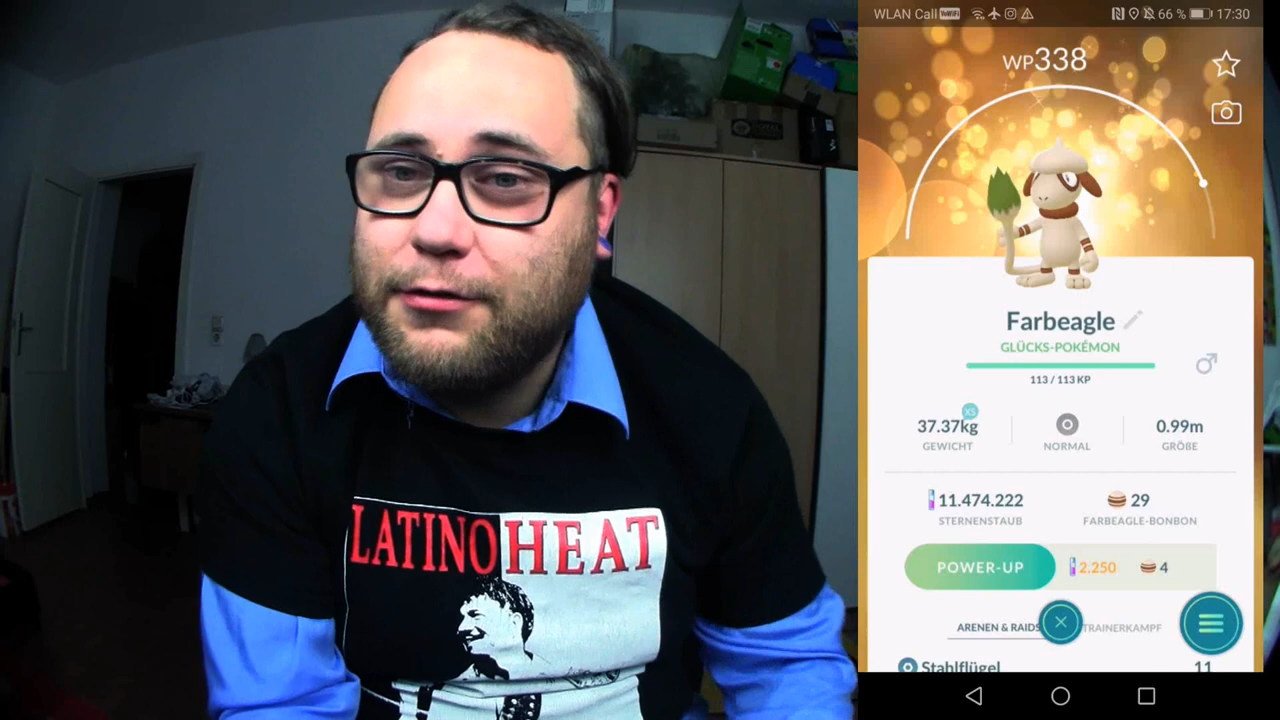 LATINO HEAT
WLAN Call VoWiFi 66 % 17:30
WP338
Farbeagle
GLÜCKS-POKÉMON
113 / 113 KP
XS
37.37kg 0.99m
GEWICHT NORMAL GRÖßE
11.474.222 29
STERNENSTAUB FARBEAGLE-BONBON
POWER-UP 2.250 4
ARENEN & RAIDS TRAINERKAMPF
Stahlflügel 11